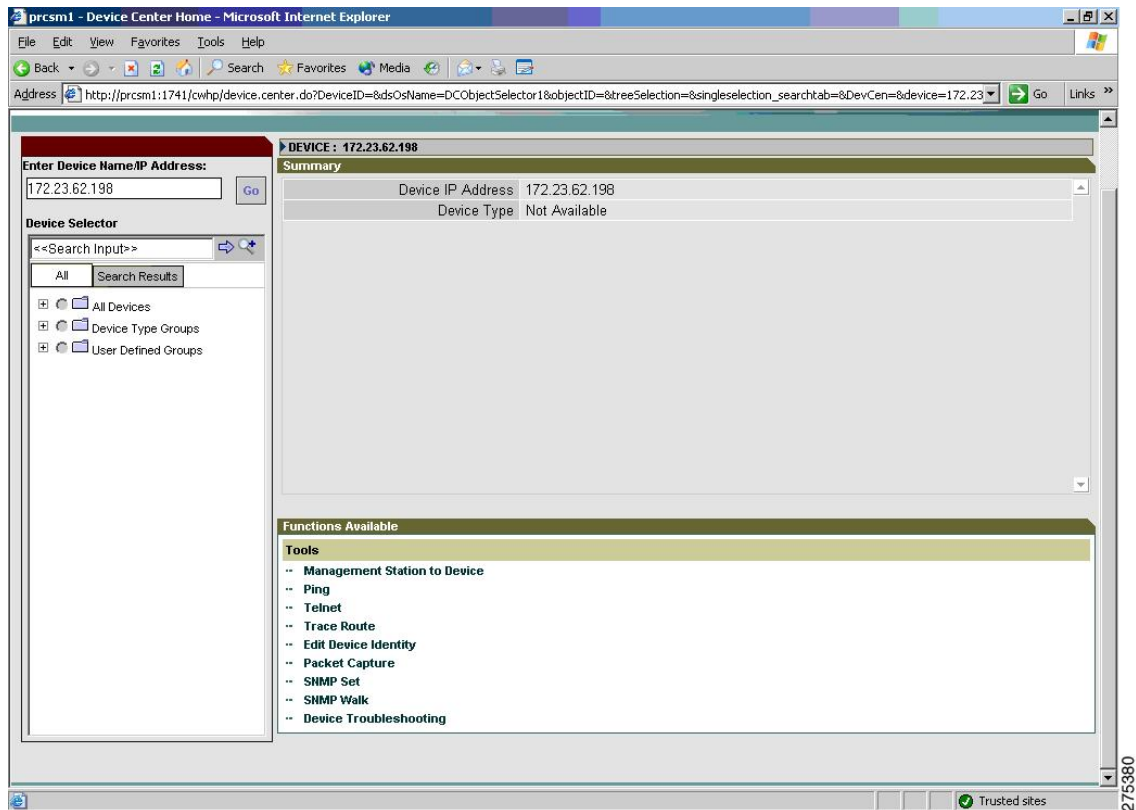 prcsm1 - Device Center Home - Microsoft Internet Explorer
File Edit View Favorites Tools Help
Back Search Favorites Media
Address http://prcsm1:1741/cwhp/device.center.do?DeviceID=&dsOsName=DCObjectSelector1&objectID=&treeSelection=&singleselection_searchtab=&DevCen=&device=172.23 Go Links »
Enter Device Name/IP Address:
172.23.62.198 Go
Device Selector
<<Search Input>>
All Search Results
All Devices
Device Type Groups
User Defined Groups
DEVICE : 172.23.62.198
Summary
Device IP Address 172.23.62.198
Device Type Not Available
Functions Available
Tools
Management Station to Device
Ping
Telnet
Trace Route
Edit Device Identity
Packet Capture
SNMP Set
SNMP Walk
Device Troubleshooting
Trusted sites
275380